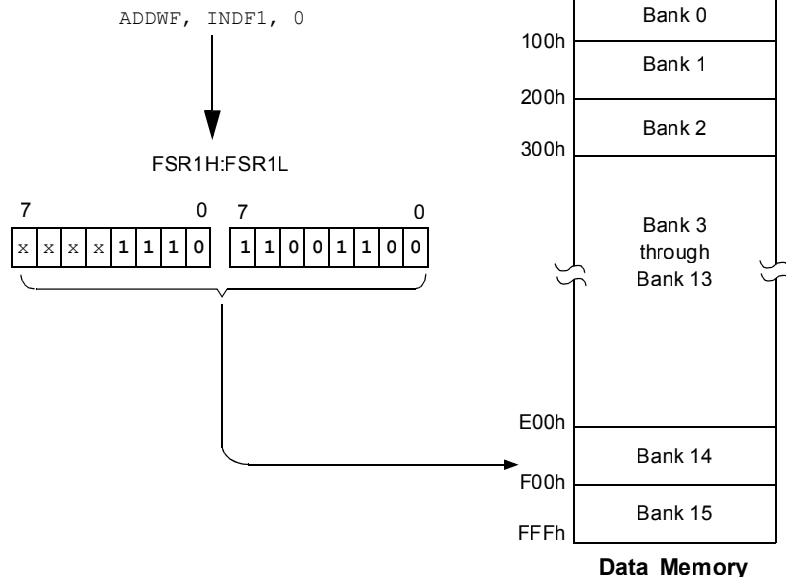 ADDWF, INDF1, 0
FSR1H:FSR1L
7 0 7 0
x x x x 1 1 1 0 1 1 0 0 1 1 0 0
Bank 0
100h
Bank 1
200h
Bank 2
300h
Bank 3
through
Bank 13
E00h
Bank 14
F00h
Bank 15
FFFh
Data Memory